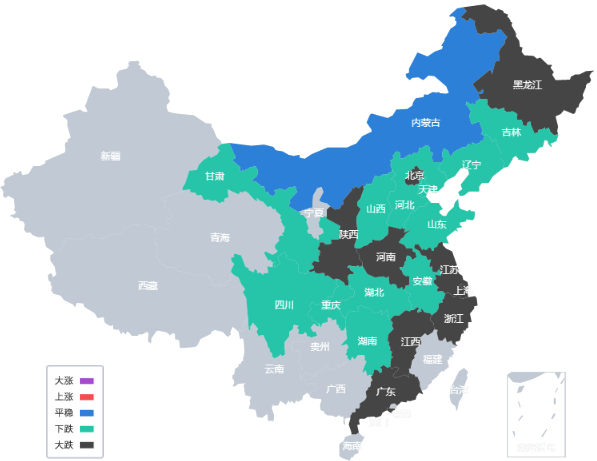 黑龙江
内蒙古
吉林
新疆
辽宁
北京
甘肃
天津
河北
山西
宁夏
山东
陕西
青海
河南
江苏
安徽
西藏
上海
湖北
四川
重庆
浙江
湖南
江西
贵州
福建
云南
广西
广东
台湾
海南
大涨
上涨
平稳
下跌
大跌